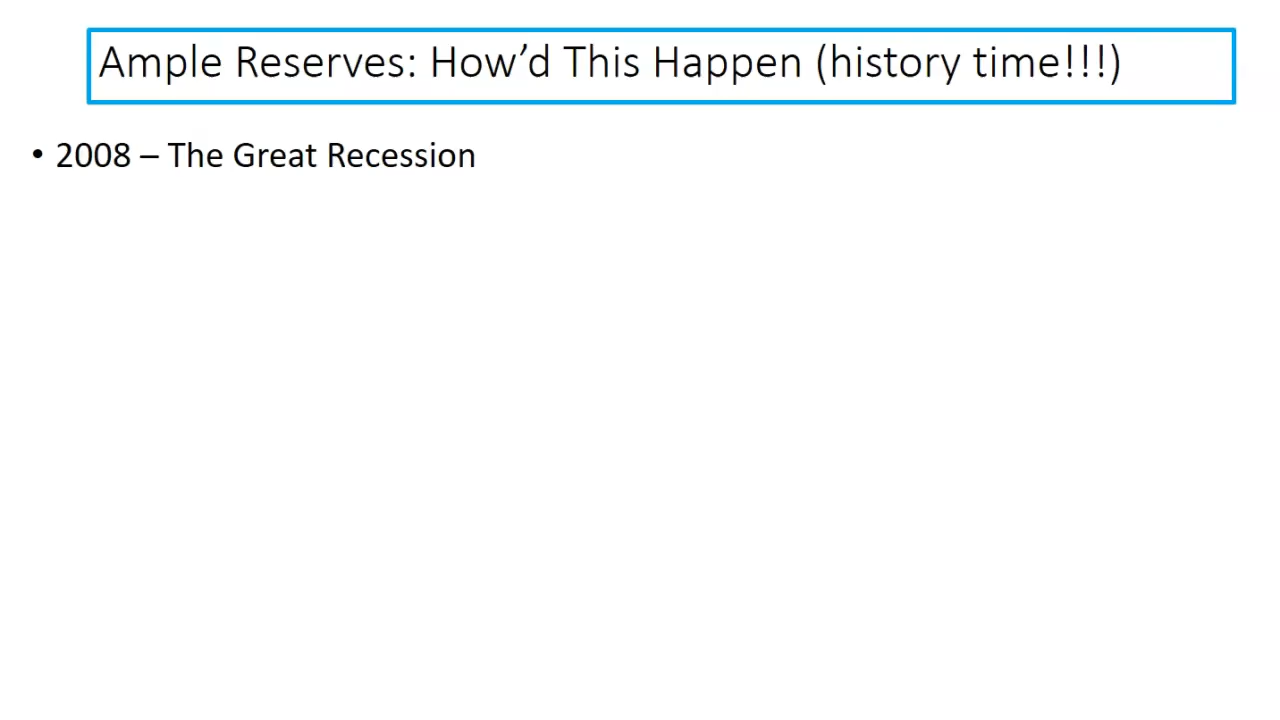 Ample Reserves: How’d This Happen (history time!!!)
• 2008 – The Great Recession